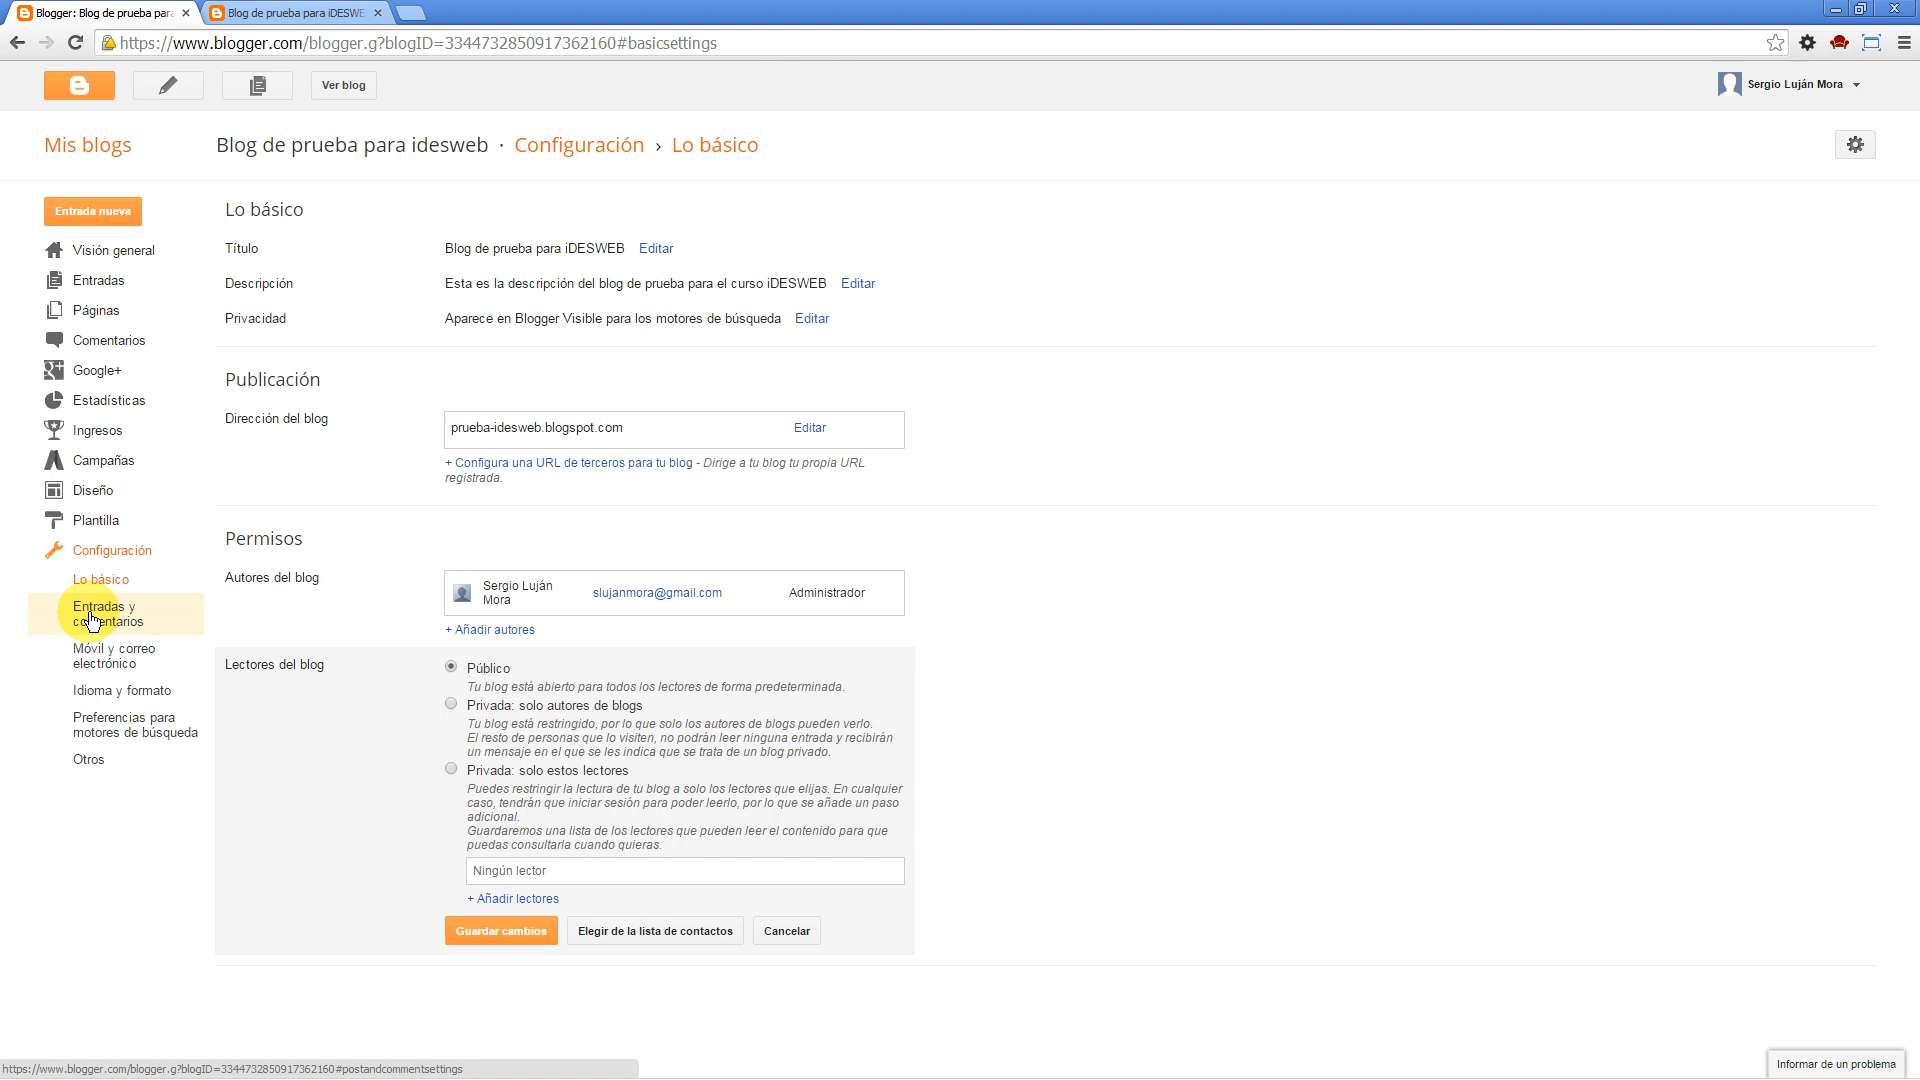 Blogger: Blog de prueba para
Blog de prueba para iDESWE
https://www.blogger.com/blogger.g?blogID=3344732850917362160#basicsettings
Ver blog
Sergio Luján Mora
Mis blogs
Blog de prueba para idesweb · Configuración › Lo básico
Entrada nueva
Visión general
Entradas
Páginas
Comentarios
Google+
Estadísticas
Ingresos
Campañas
Diseño
Plantilla
Configuración
Lo básico
Entradas y
comentarios
Móvil y correo
electrónico
Idioma y formato
Preferencias para
motores de búsqueda
Otros
Lo básico
Título
Blog de prueba para iDESWEB Editar
Descripción
Esta es la descripción del blog de prueba para el curso iDESWEB Editar
Privacidad
Aparece en Blogger Visible para los motores de búsqueda Editar
Publicación
Dirección del blog
prueba-idesweb.blogspot.com Editar
+ Configura una URL de terceros para tu blog - Dirige a tu blog tu propia URL
registrada.
Permisos
Autores del blog
Sergio Luján
Mora
slujanmora@gmail.com
Administrador
+ Añadir autores
Lectores del blog
Público
Tu blog está abierto para todos los lectores de forma predeterminada.
Privada: solo autores de blogs
Tu blog está restringido, por lo que solo los autores de blogs pueden verlo.
El resto de personas que lo visiten, no podrán leer ninguna entrada y recibirán
un mensaje en el que se les indica que se trata de un blog privado.
Privada: solo estos lectores
Puedes restringir la lectura de tu blog a solo los lectores que elijas. En cualquier
caso, tendrán que iniciar sesión para poder leerlo, por lo que se añade un paso
adicional.
Guardaremos una lista de los lectores que pueden leer el contenido para que
puedas consultarla cuando quieras.
Ningún lector
+ Añadir lectores
Guardar cambios
Elegir de la lista de contactos
Cancelar
https://www.blogger.com/blogger.g?blogID=3344732850917362160#postandcommentsettings
Informar de un problema